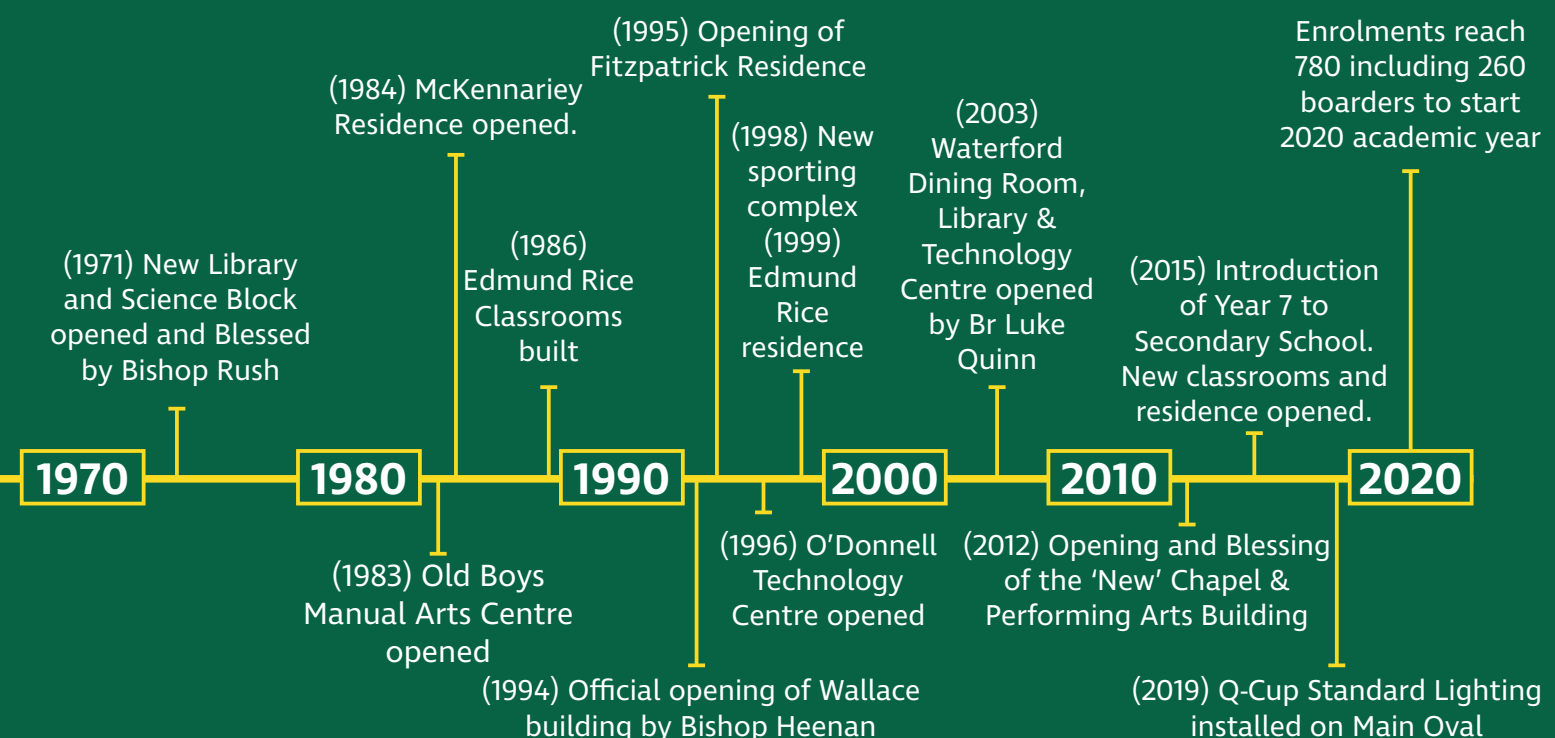 (1971) New Library
and Science Block
opened and Blessed
by Bishop Rush
(1984) McKennariey
Residence opened.
(1986)
Edmund Rice
Classrooms
built
(1995) Opening of
Fitzpatrick Residence
(1998) New
sporting
complex
(1999)
Edmund
Rice
residence
(2003)
Waterford
Dining Room,
Library &
Technology
Centre opened
by Br Luke
Quinn
(2015) Introduction
of Year 7 to
Secondary School.
New classrooms and
residence opened.
Enrolments reach
780 including 260
boarders to start
2020 academic year
1970
1980
1990
2000
2010
2020
(1983) Old Boys
Manual Arts Centre
opened
(1994) Official opening of Wallace
building by Bishop Heenan
(1996) O'Donnell
Technology
Centre opened
(2012) Opening and Blessing
of the ‘New’ Chapel &
Performing Arts Building
(2019) Q-Cup Standard Lighting
installed on Main Oval